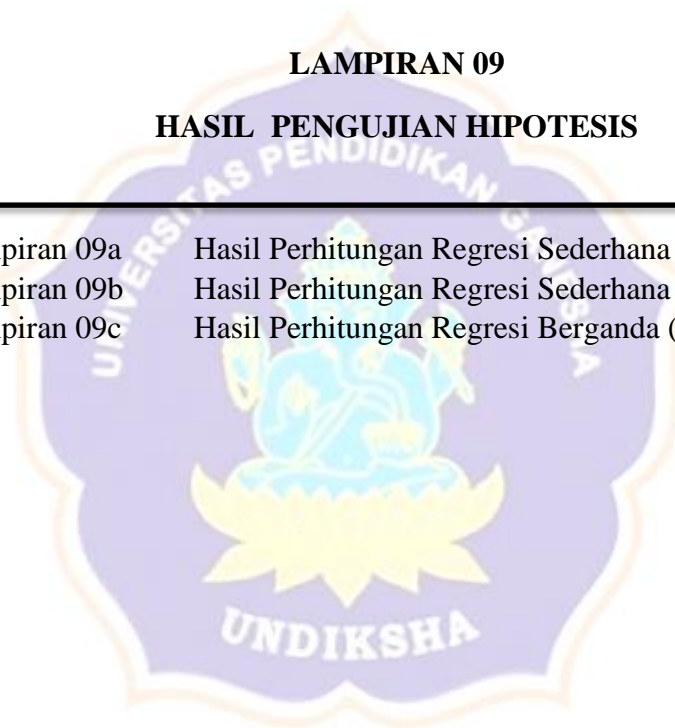 LAMPIRAN 09
HASIL PENGUJIAN HIPOTESIS
piran 09a Hasil Perhitungan Regresi Sederhana
piran 09b Hasil Perhitungan Regresi Sederhana
piran 09c Hasil Perhitungan Regresi Berganda (
UNIVERSITAS PENDIDIKAN GANESHA
UNDIKSHA